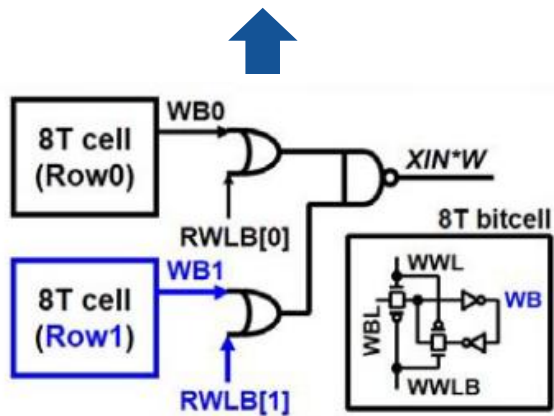 WB0
8T cell
(Row0)
XIN*W
RWLB[0]
8T bitcell
WB1
8T cell
(Row1)
RWLB[1]
WWL
WB
WBL
WWLB